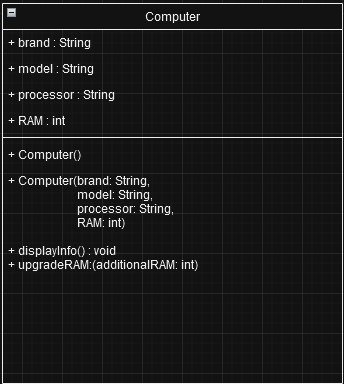 Computer
+ brand : String
+ model : String
+ processor : String
+ RAM : int
+ Computer()
+ Computer(brand: String,
model: String,
processor: String,
RAM: int)
+ displayInfo() : void
+ upgradeRAM:(additionalRAM: int)